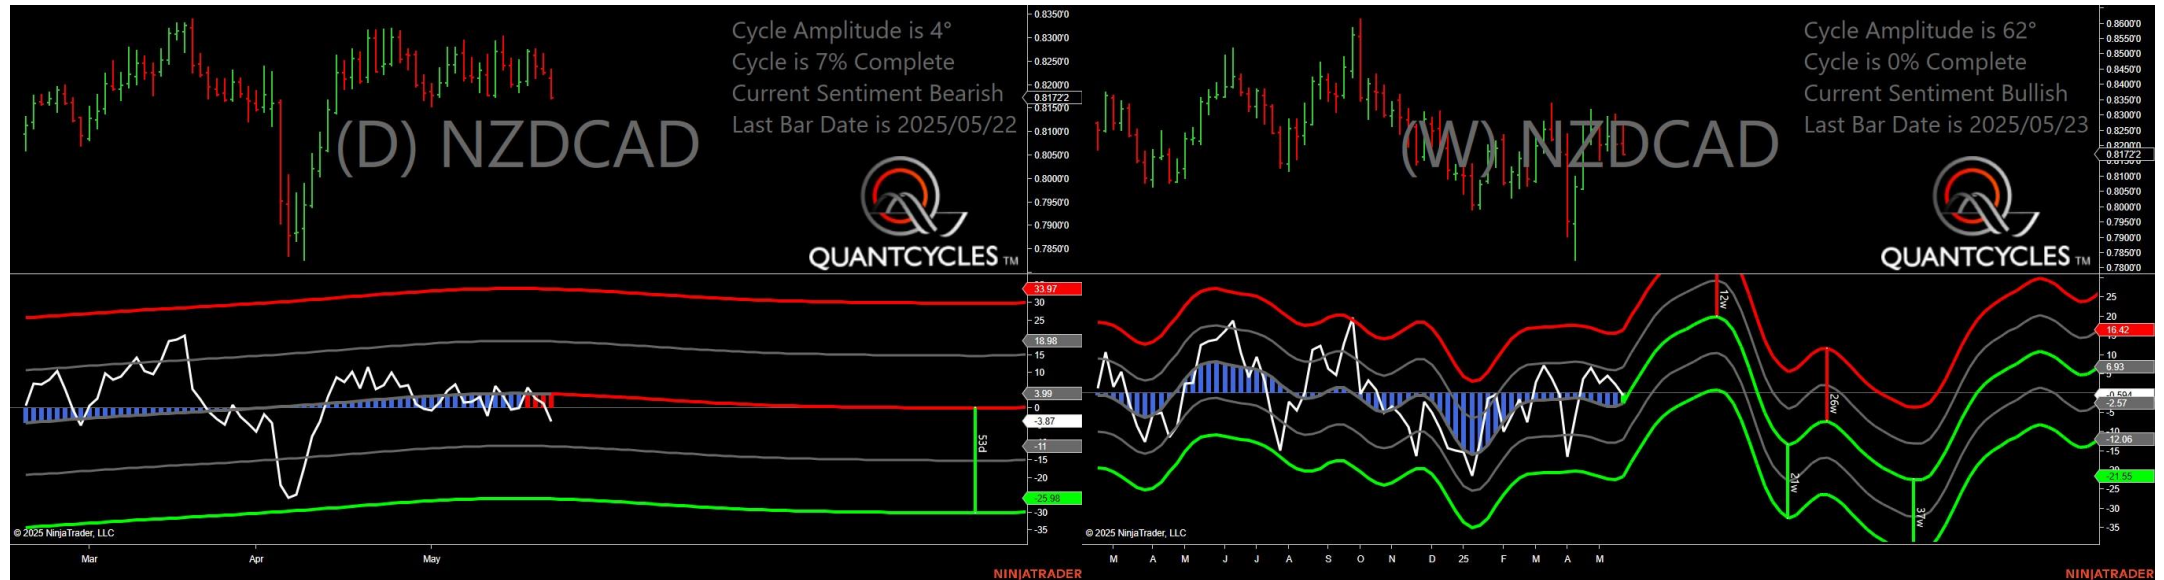 Cycle Amplitude is 4°
Cycle is 7% Complete
Current Sentiment Bearish
Last Bar Date is 2025/05/22
(D) NZDCAD
QUANTCYCLES TM
0.8350'0
0.8300'0
0.8250'0
0.8200'0
0.8172'2
0.8150'0
0.8100'0
0.8050'0
0.8000'0
0.7950'0
0.7900'0
0.7850'0
33.97
30
25
18.98
15
10
3.99
0
-3.87
-11
-15
-20
-25.98
-30
-35
53d
© 2025 NinjaTrader, LLC
Mar
Apr
May
NINJATRADER
Cycle Amplitude is 62°
Cycle is 0% Complete
Current Sentiment Bullish
Last Bar Date is 2025/05/23
(W) NZDCAD
QUANTCYCLES TM
0.8600'0
0.8550'0
0.8500'0
0.8450'0
0.8400'0
0.8350'0
0.8300'0
0.8250'0
0.8200'0
0.8172'2
0.8100'0
0.8050'0
0.8000'0
0.7950'0
0.7900'0
0.7850'0
0.7800'0
25
20
16.42
10
6.93
-0.594
-2.57
-5
-12.06
-15
-21.55
-25
-30
-35
12w
21w
26w
37w
© 2025 NinjaTrader, LLC
M A M J J A S O N D 25 F M A M
NINJATRADER